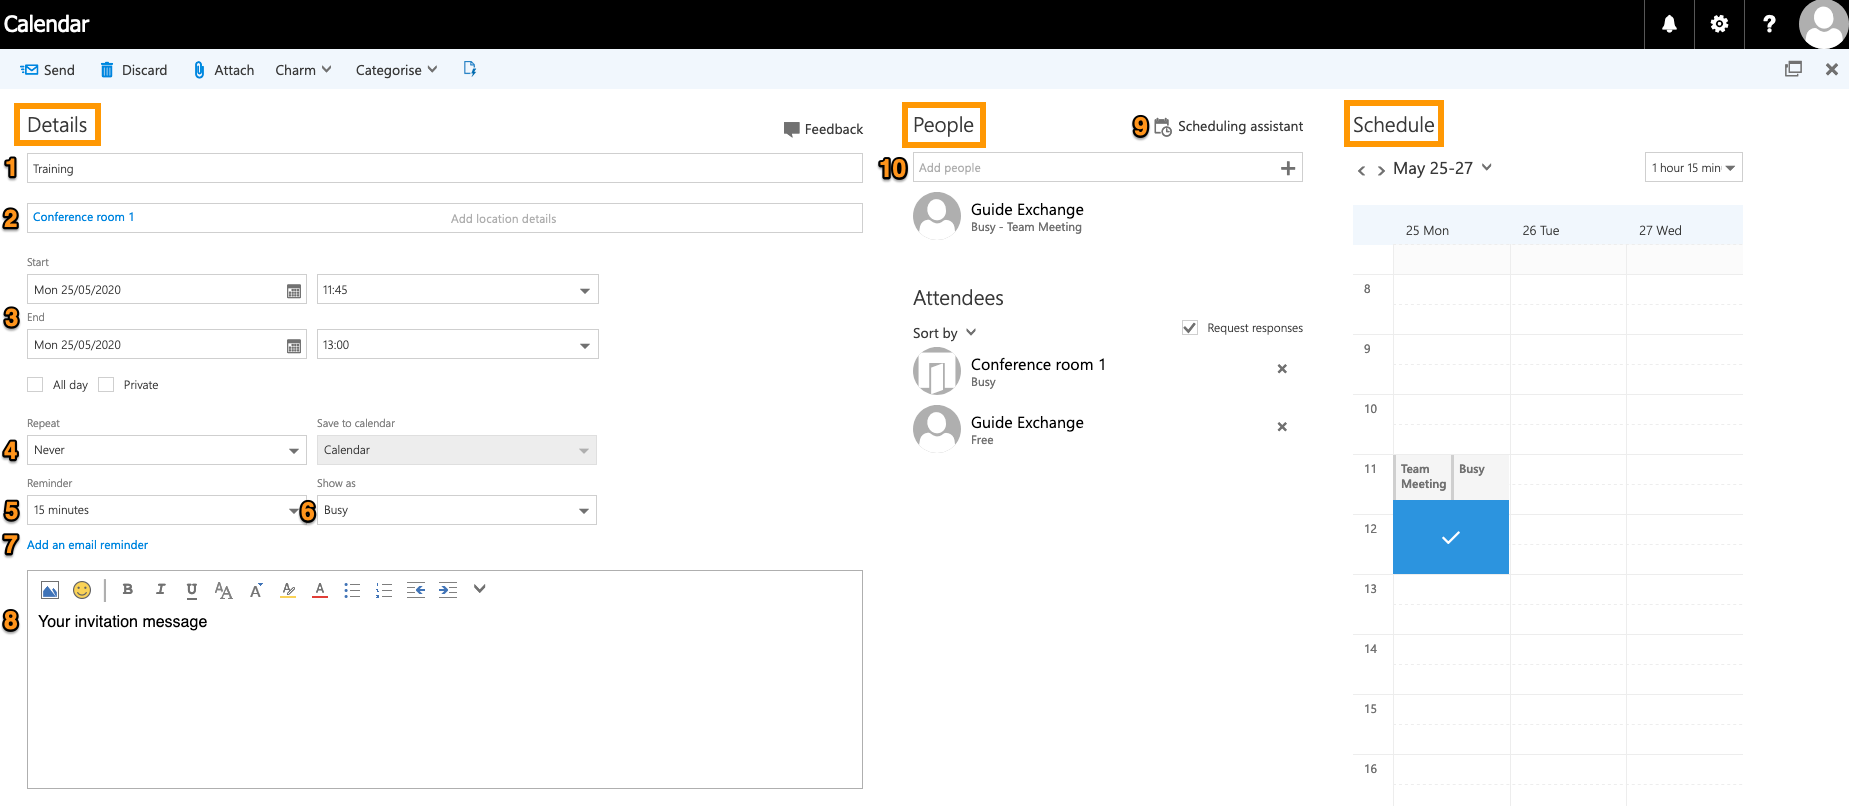 Calendar
Send Discard Attach Charm Categorise
Details
Feedback
1 Training
2 Conference room 1 Add location details
Start
Mon 25/05/2020 11:45
3 End
Mon 25/05/2020 13:00
All day Private
Repeat Save to calendar
4 Never Calendar
Reminder Show as
5 15 minutes 6 Busy
7 Add an email reminder
B I U AA A A A
8 Your invitation message
People
9 Scheduling assistant
10 Add people
Guide Exchange
Busy - Team Meeting
Attendees
Sort by Request responses
Conference room 1
Busy
Guide Exchange
Free
Schedule
May 25-27 1 hour 15 min
25 Mon 26 Tue 27 Wed
8
9
10
11 Team Meeting Busy
12
13
14
15
16